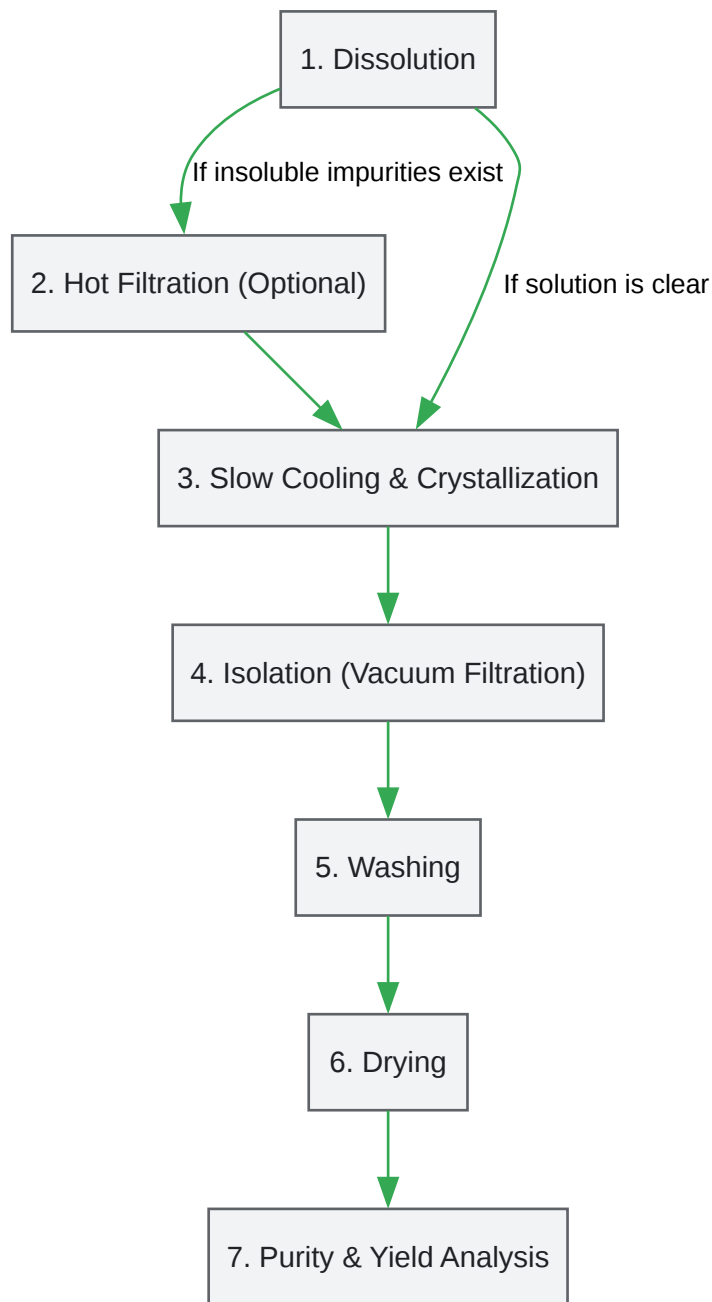 1. Dissolution
If insoluble impurities exist
2. Hot Filtration (Optional)
If solution is clear
3. Slow Cooling & Crystallization
4. Isolation (Vacuum Filtration)
5. Washing
6. Drying
7. Purity & Yield Analysis